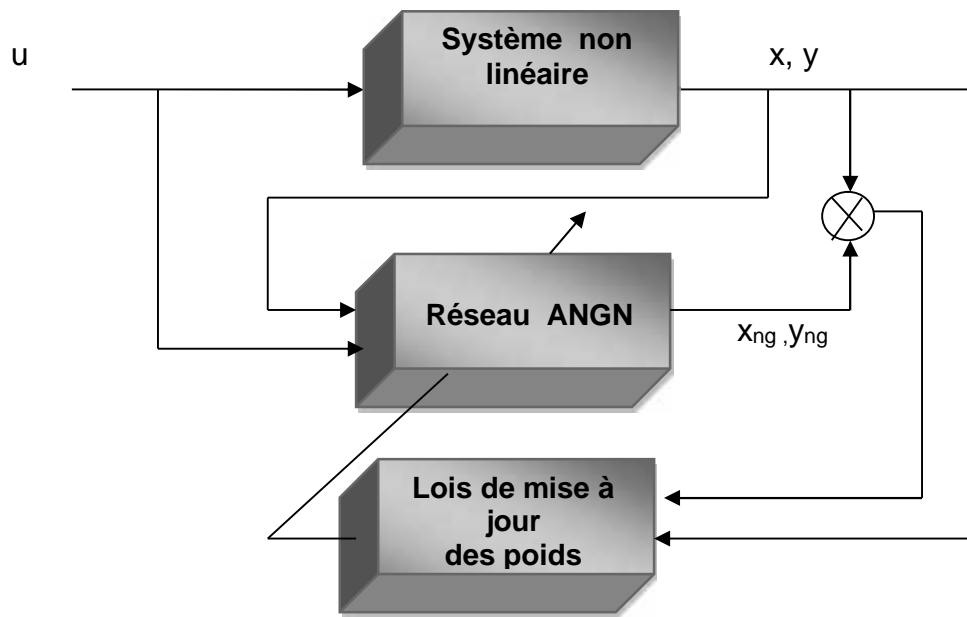 u
Système non
linéaire
x, y
Réseau ANGN
xng ,yng
Lois de mise à
jour
des poids